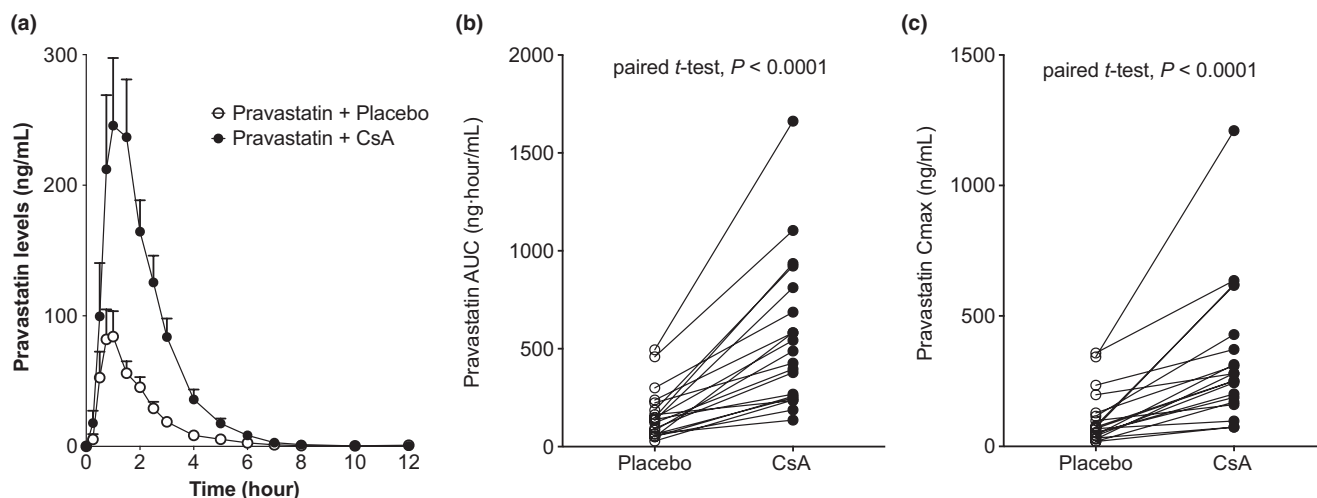 (a)
300
200
100
0
Pravastatin levels (ng/mL)
Pravastatin + Placebo
Pravastatin + CsA
0 2 4 6 8 10 12
Time (hour)
(b)
2000
1500
1000
500
0
Pravastatin AUC (ng·hour/mL)
paired t-test, P < 0.0001
Placebo CsA
(c)
1500
1000
500
0
Pravastatin Cmax (ng/mL)
paired t-test, P < 0.0001
Placebo CsA